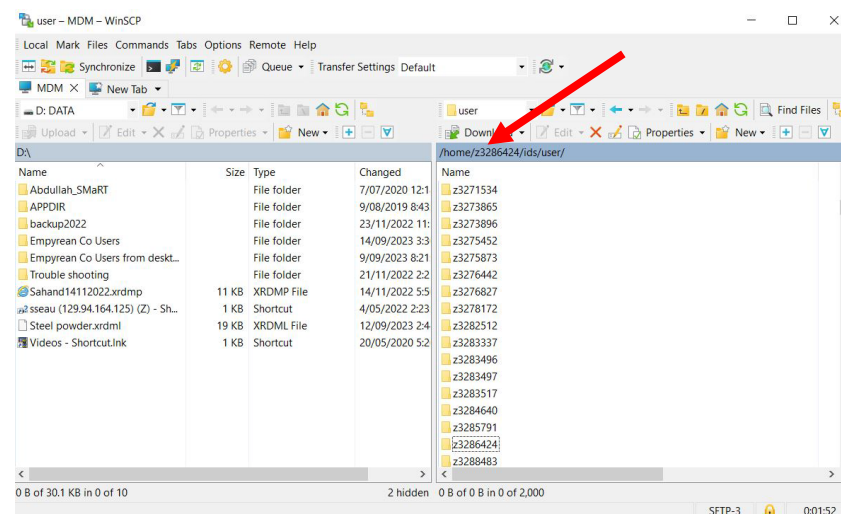 user – MDM – WinSCP
Local Mark Files Commands Tabs Options Remote Help
Synchronize Queue Transfer Settings Default
MDM New Tab
D: DATA user Find Files
Upload Edit Properties New Edit Properties New
D:\ /home/z3286424/ids/user/
Name Size Type Changed Name
Abdullah_SMaRT File folder 7/07/2020 12:1 z3271534
APPDIR File folder 9/08/2019 8:43 z3273865
backup2022 File folder 23/11/2022 11: z3273896
Empyrean Co Users File folder 14/09/2023 3:3 z3275452
Empyrean Co Users from deskt... File folder 9/09/2023 8:21 z3275873
Trouble shooting File folder 21/11/2022 2:2 z3276442
Sahand14112022.xrdmp 11 KB XRDMP File 14/11/2022 5:5 z3276827
sseau (129.94.164.125) (Z) - Sh... 1 KB Shortcut 4/05/2022 2:23 z3278172
Steel powder.xrdml 19 KB XRDML File 12/09/2023 2:4 z3282512
Videos - Shortcut.lnk 1 KB Shortcut 20/05/2020 5:2 z3283337
z3283496
z3283497
z3283517
z3284640
z3285791
z3286424
z3288483
0 B of 30.1 KB in 0 of 10 2 hidden 0 B of 0 B in 0 of 2,000
SFTP-3 0:01:52